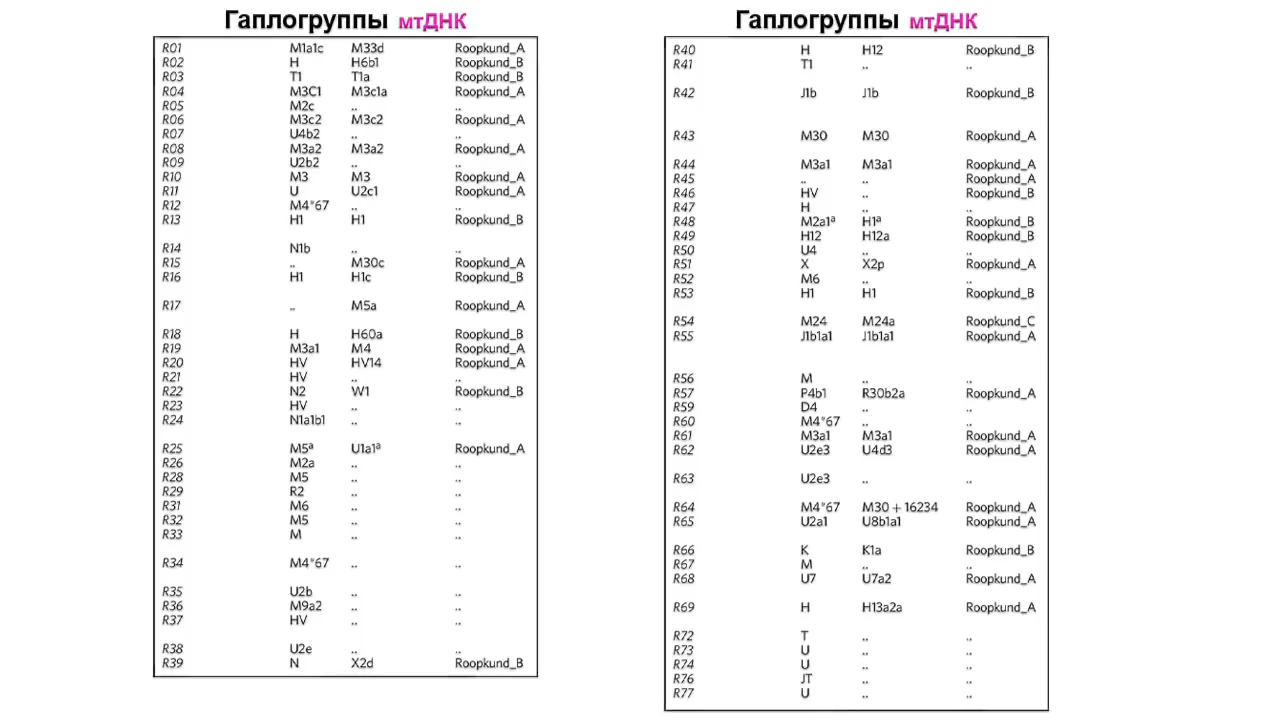 Гаплогруппы мтДНК
R01 M1a1c M33d Roopkund_A
R02 H H6b1 Roopkund_B
R03 T1 T1a Roopkund_B
R04 M3C1 M3c1a Roopkund_A
R05 M2c .. ..
R06 M3c2 M3c2 Roopkund_A
R07 U4b2 .. ..
R08 M3a2 M3a2 Roopkund_A
R09 U2b2 .. ..
R10 M3 M3 Roopkund_A
R11 U U2c1 Roopkund_A
R12 M4"67 .. ..
R13 H1 H1 Roopkund_B
R14 N1b .. ..
R15 .. M30c Roopkund_A
R16 H1 H1c Roopkund_B
R17 .. M5a Roopkund_A
R18 H H60a Roopkund_B
R19 M3a1 M4 Roopkund_A
R20 HV HV14 Roopkund_A
R21 HV .. ..
R22 N2 W1 Roopkund_B
R23 HV .. ..
R24 N1a1b1 .. ..
R25 M5ª U1a1ª Roopkund_A
R26 M2a .. ..
R28 M5 .. ..
R29 R2 .. ..
R31 M6 .. ..
R32 M5 .. ..
R33 M .. ..
R34 M4"67 .. ..
R35 U2b .. ..
R36 M9a2 .. ..
R37 HV .. ..
R38 U2e .. ..
R39 N X2d Roopkund_B
Гаплогруппы мтДНК
R40 H H12 Roopkund_B
R41 T1 .. ..
R42 J1b J1b Roopkund_B
R43 M30 M30 Roopkund_A
R44 M3a1 M3a1 Roopkund_A
R45 .. .. Roopkund_A
R46 HV .. Roopkund_B
R47 H .. ..
R48 M2a1ª H1ª Roopkund_B
R49 H12 H12a Roopkund_B
R50 U4 .. ..
R51 X X2p Roopkund_A
R52 M6 .. ..
R53 H1 H1 Roopkund_B
R54 M24 M24a Roopkund_C
R55 J1b1a1 J1b1a1 Roopkund_A
R56 M .. ..
R57 P4b1 R30b2a Roopkund_A
R59 D4 .. ..
R60 M4"67 .. ..
R61 M3a1 M3a1 Roopkund_A
R62 U2e3 U4d3 Roopkund_A
R63 U2e3 .. ..
R64 M4"67 M30 + 16234 Roopkund_A
R65 U2a1 U8b1a1 Roopkund_A
R66 K K1a Roopkund_B
R67 M .. ..
R68 U7 U7a2 Roopkund_A
R69 H H13a2a Roopkund_A
R72 T .. ..
R73 U .. ..
R74 U .. ..
R76 JT .. ..
R77 U .. ..